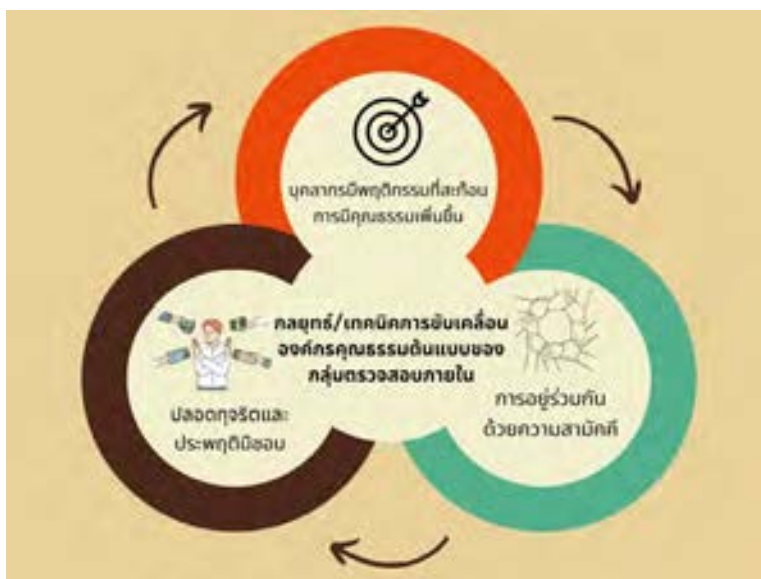 บุคลากรมีพฤติกรรมที่สะท้อน
การมีคุณธรรมเพิ่มขึ้น
กลยุทธ์/เทคนิคการขับเคลื่อน
องค์กรคุณธรรมต้นแบบของ
กลุ่มตรวจสอบภายใน
ปลอดทุจริตและ
ประพฤติมิชอบ
การอยู่ร่วมกัน
ด้วยความสามัคคี